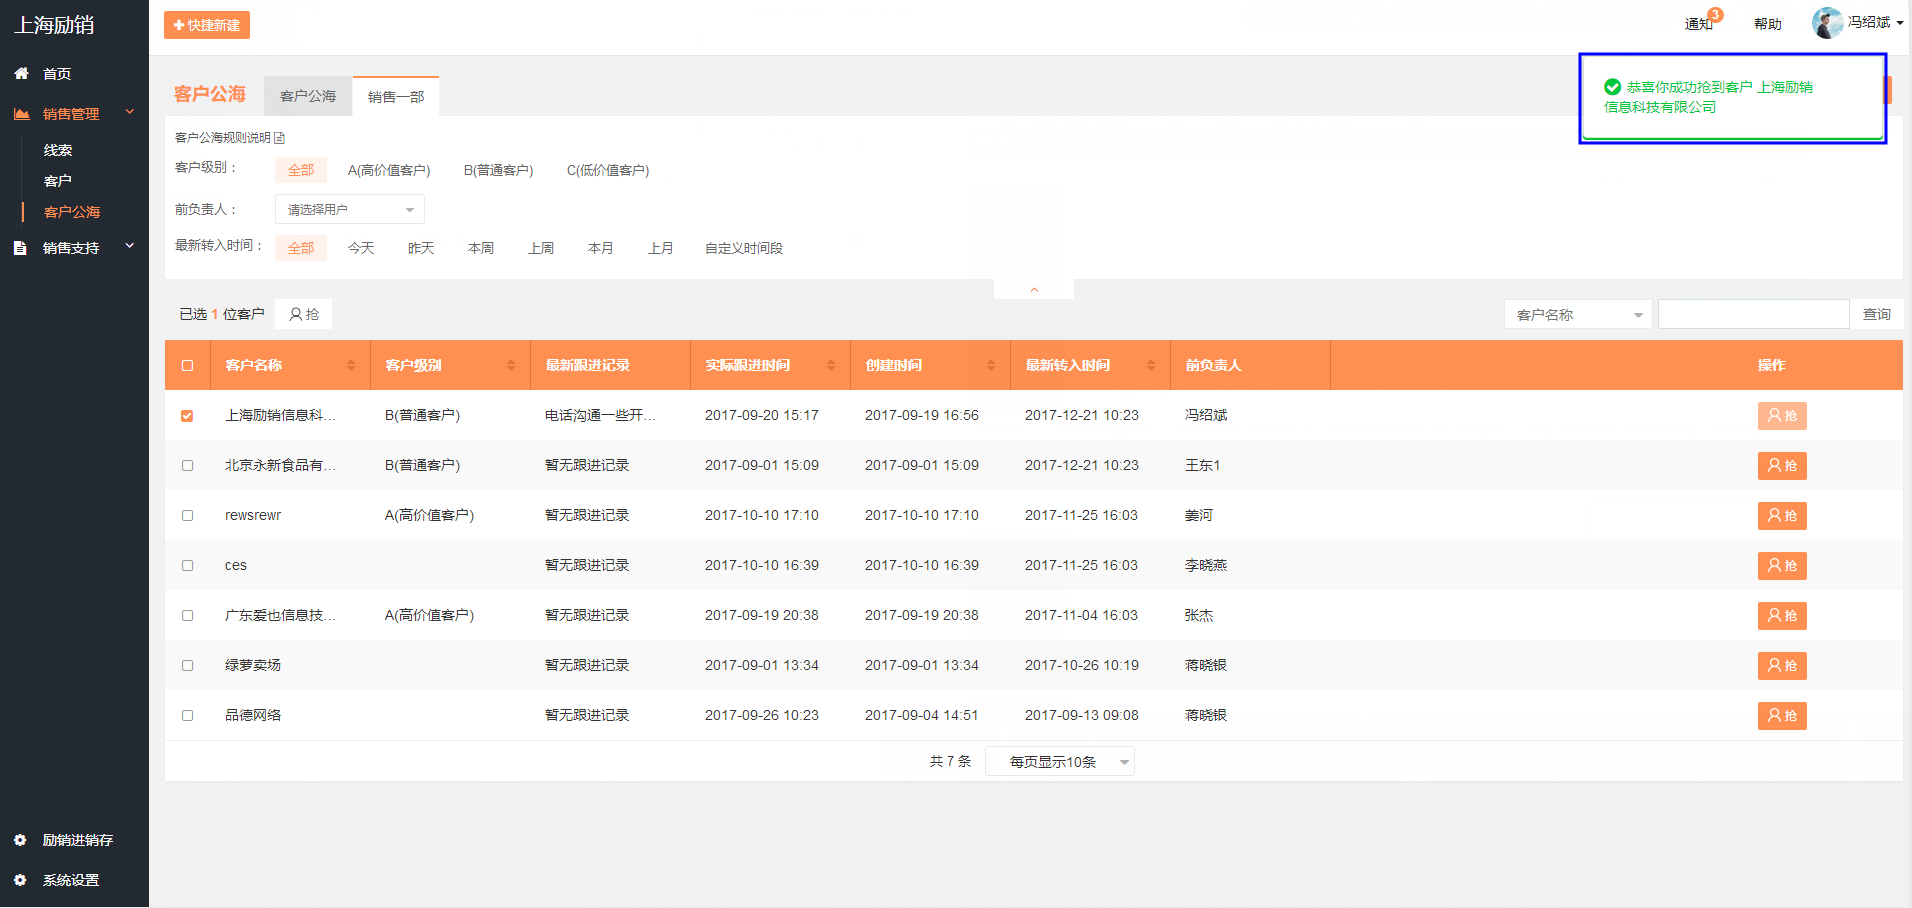 上海励销
快捷新建
通知
3
帮助
冯绍斌
首页
销售管理
线索
客户
客户公海
销售支持
励销进销存
系统设置
客户公海
客户公海
销售一部
恭喜你成功抢到客户 上海励销
信息科技有限公司
客户公海规则说明
客户级别： 全部 A(高价值客户) B(普通客户) C(低价值客户)
前负责人： 请选择用户
最新转入时间： 全部 今天 昨天 本周 上周 本月 上月 自定义时间段
已选 1 位客户 抢
客户名称 查询
客户名称 客户级别 最新跟进记录 实际跟进时间 创建时间 最新转入时间 前负责人 操作
上海励销信息科... B(普通客户) 电话沟通一些开... 2017-09-20 15:17 2017-09-19 16:56 2017-12-21 10:23 冯绍斌 抢
北京永新食品有... B(普通客户) 暂无跟进记录 2017-09-01 15:09 2017-09-01 15:09 2017-12-21 10:23 王东1 抢
rewsrewr A(高价值客户) 暂无跟进记录 2017-10-10 17:10 2017-10-10 17:10 2017-11-25 16:03 姜河 抢
ces 暂无跟进记录 2017-10-10 16:39 2017-10-10 16:39 2017-11-25 16:03 李晓燕 抢
广东爱也信息技... A(高价值客户) 暂无跟进记录 2017-09-19 20:38 2017-09-19 20:38 2017-11-04 16:03 张杰 抢
绿萝卖场 暂无跟进记录 2017-09-01 13:34 2017-09-01 13:34 2017-10-26 10:19 蒋晓银 抢
品德网络 暂无跟进记录 2017-09-26 10:23 2017-09-04 14:51 2017-09-13 09:08 蒋晓银 抢
共 7 条 每页显示10条